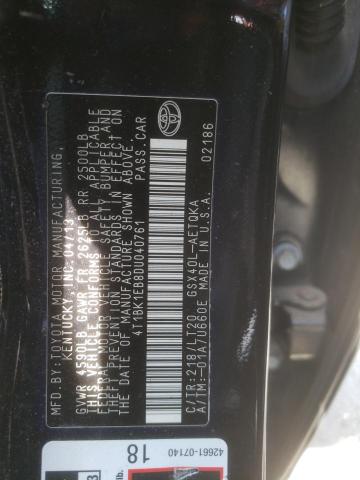 MFD BY:TOYOTA MOTOR MANUFACTURING,
KENTUCKY, INC. 04/13
GVWR 4590LB GAWR FR 2625LB RR 2500LB
THIS VEHICLE CONFORMS TO ALL APPLICABLE
FEDERAL MOTOR VEHICLE SAFETY, BUMPER, AND
THEFT PREVENTION STANDARDS IN EFFECT ON
THE DATE OF MANUFACTURE SHOWN ABOVE.
4T1BK1EB8DU040761 PASS.CAR
C/TR:218/LT20 GSX40L-AETQKA
A/TM:-01A/U660E MADE IN U.S.A.
02186
TOYOTA
42661-07140
18
lb.